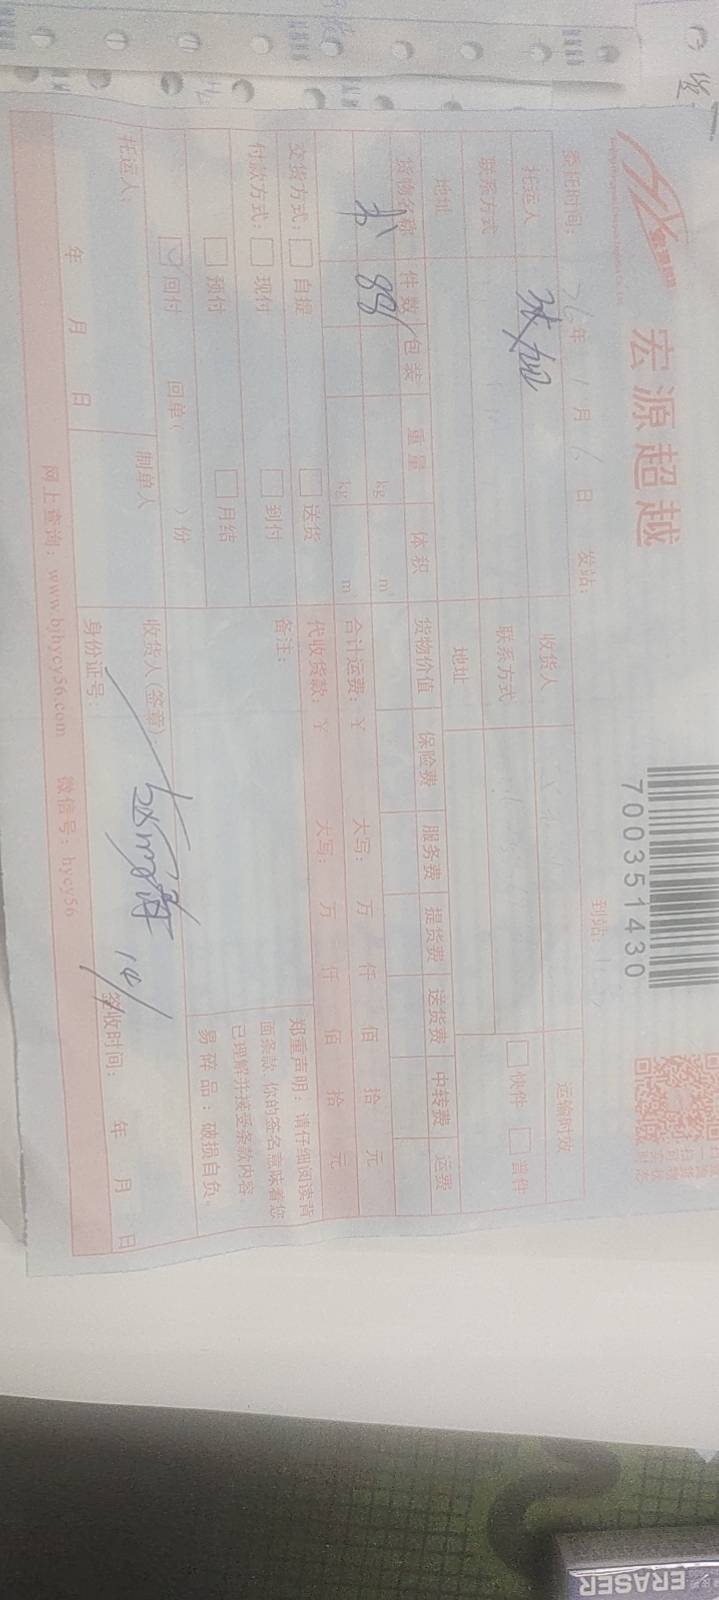 宏源超越
700351430
委托时间: 26年 1月 日 发站: 到站:
托运人 收货人 运输时效
联系方式 联系方式 快件 普件
地址 地址
货物名称 件数 包装 重量 体积 货物价值 保险费 服务费 提货费 送货费 中转费 运费
书 88 kg m³
kg m³
合计运费: ¥ 大写: 万 仟 佰 拾 元
代收货款: ¥ 大写: 万 仟 佰 拾 元
交货方式: 自提 送货
付款方式: 现付 到付
预付 月结
回付 回单( )份
备注:
郑重声明: 请仔细阅读背
面条款, 你的签名意味着您
已理解并接受条款内容。
易碎品: 破损自负。
托运人: 制单人 收货人(签章):
14/1
年 月 日 身份证号: 签收时间: 年 月 日
网上查询: www.bjhycy56.com 微信号: hycy56
ERASER